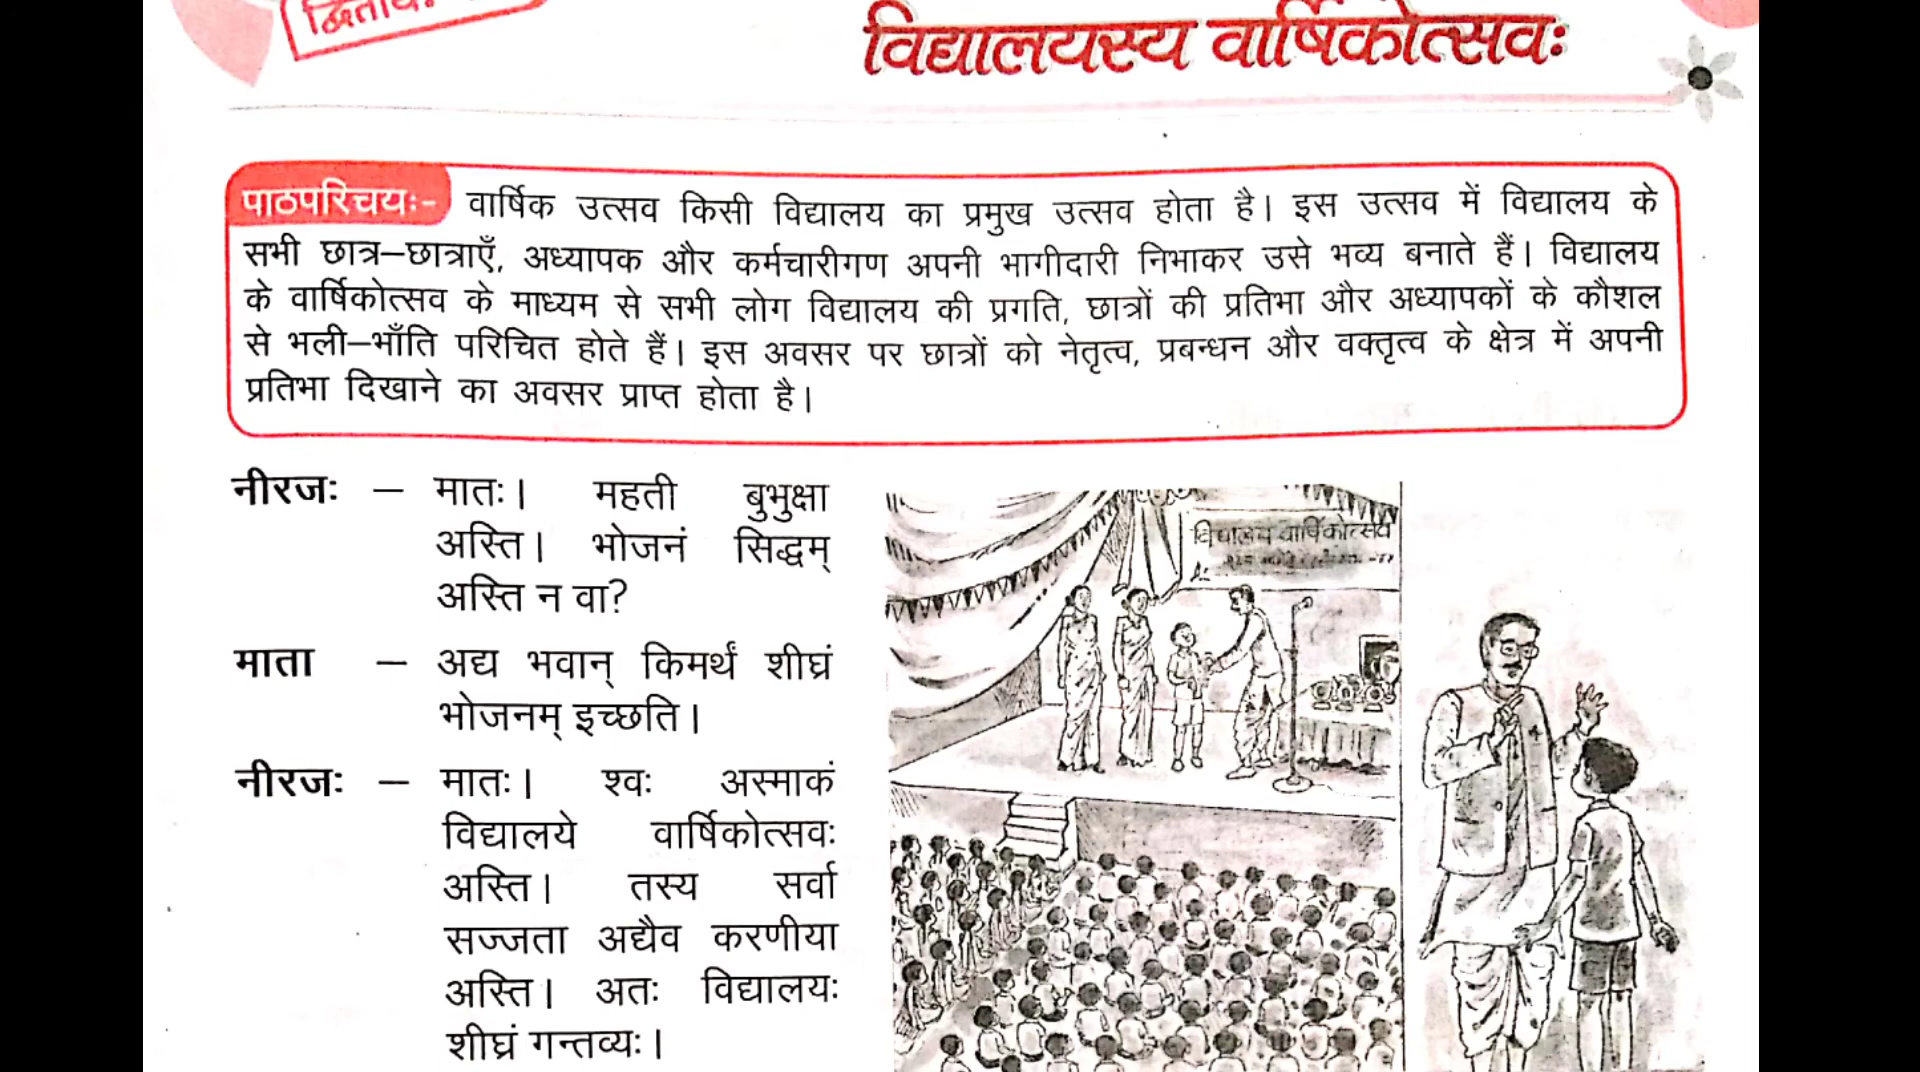 विद्यालयस्य वार्षिकोत्सवः
पाठपरिचयः- वार्षिक उत्सव किसी विद्यालय का प्रमुख उत्सव होता है। इस उत्सव में विद्यालय के
सभी छात्र–छात्राएँ, अध्यापक और कर्मचारीगण अपनी भागीदारी निभाकर उसे भव्य बनाते हैं। विद्यालय
के वार्षिकोत्सव के माध्यम से सभी लोग विद्यालय की प्रगति, छात्रों की प्रतिभा और अध्यापकों के कौशल
से भली–भाँति परिचित होते हैं। इस अवसर पर छात्रों को नेतृत्व, प्रबन्धन और वक्तृत्व के क्षेत्र में अपनी
प्रतिभा दिखाने का अवसर प्राप्त होता है।
नीरजः – मातः। महती बुभुक्षा
अस्ति। भोजनं सिद्धम्
अस्ति न वा?
माता – अद्य भवान् किमर्थं शीघ्रं
भोजनम् इच्छति।
नीरजः – मातः। श्वः अस्माकं
विद्यालये वार्षिकोत्सवः
अस्ति। तस्य सर्वा
सज्जता अद्यैव करणीया
अस्ति। अतः विद्यालयः
शीघ्रं गन्तव्यः।
विद्यालय वार्षिकोत्सव